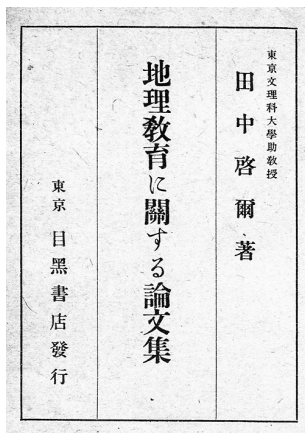 東京文理科大學助教授
田中啓爾著
地理教育に關する論文集
東京 目黑書店發行